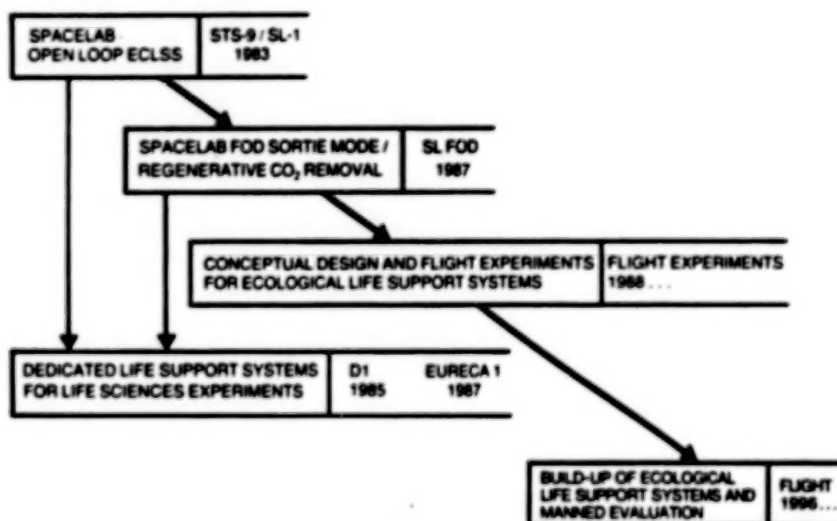 SPACELAB
OPEN LOOP ECLSS
STS-9 / SL-1
1983
SPACELAB FOD SORTIE MODE /
REGENERATIVE CO₂ REMOVAL
SL FOD
1987
CONCEPTUAL DESIGN AND FLIGHT EXPERIMENTS
FOR ECOLOGICAL LIFE SUPPORT SYSTEMS
FLIGHT EXPERIMENTS
1988 . . .
DEDICATED LIFE SUPPORT SYSTEMS
FOR LIFE SCIENCES EXPERIMENTS
D1
1985
EURECA 1
1987
BUILD-UP OF ECOLOGICAL
LIFE SUPPORT SYSTEMS AND
MANNED EVALUATION
FLIGHT
1996 . . .